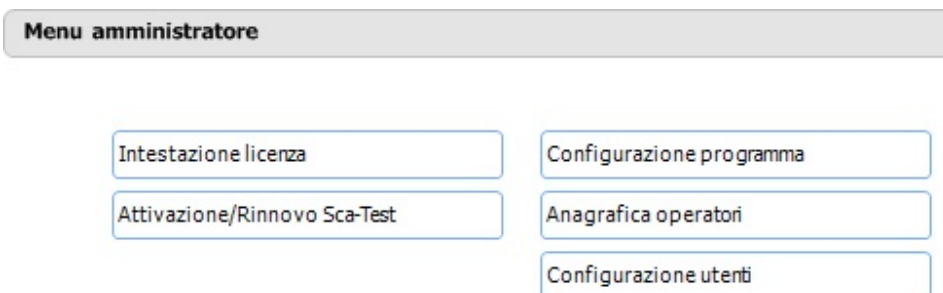 Menu amministratore
Intestazione licenza
Configurazione programma
Attivazione/Rinnovo Sca-Test
Anagrafica operatori
Configurazione utenti